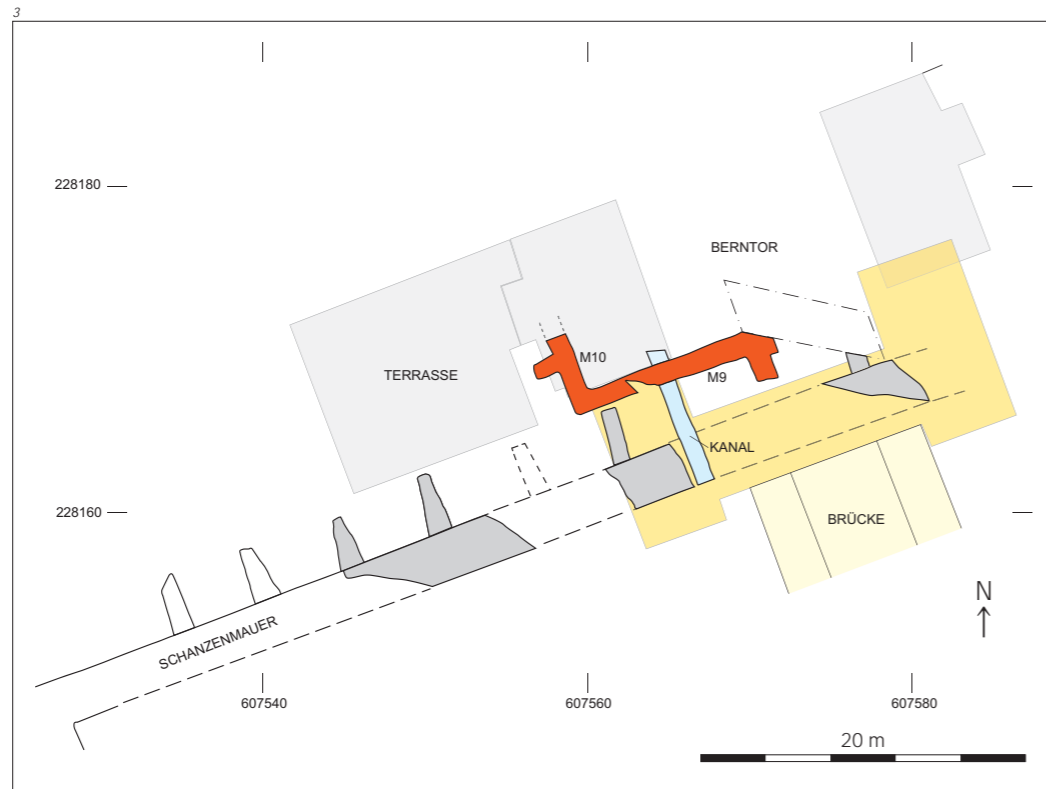 3
228180
BERNTOR
M10
TERRASSE
M9
KANAL
228160
BRÜCKE
N
SCHANZENMAUER
607540
607560
607580
20 m